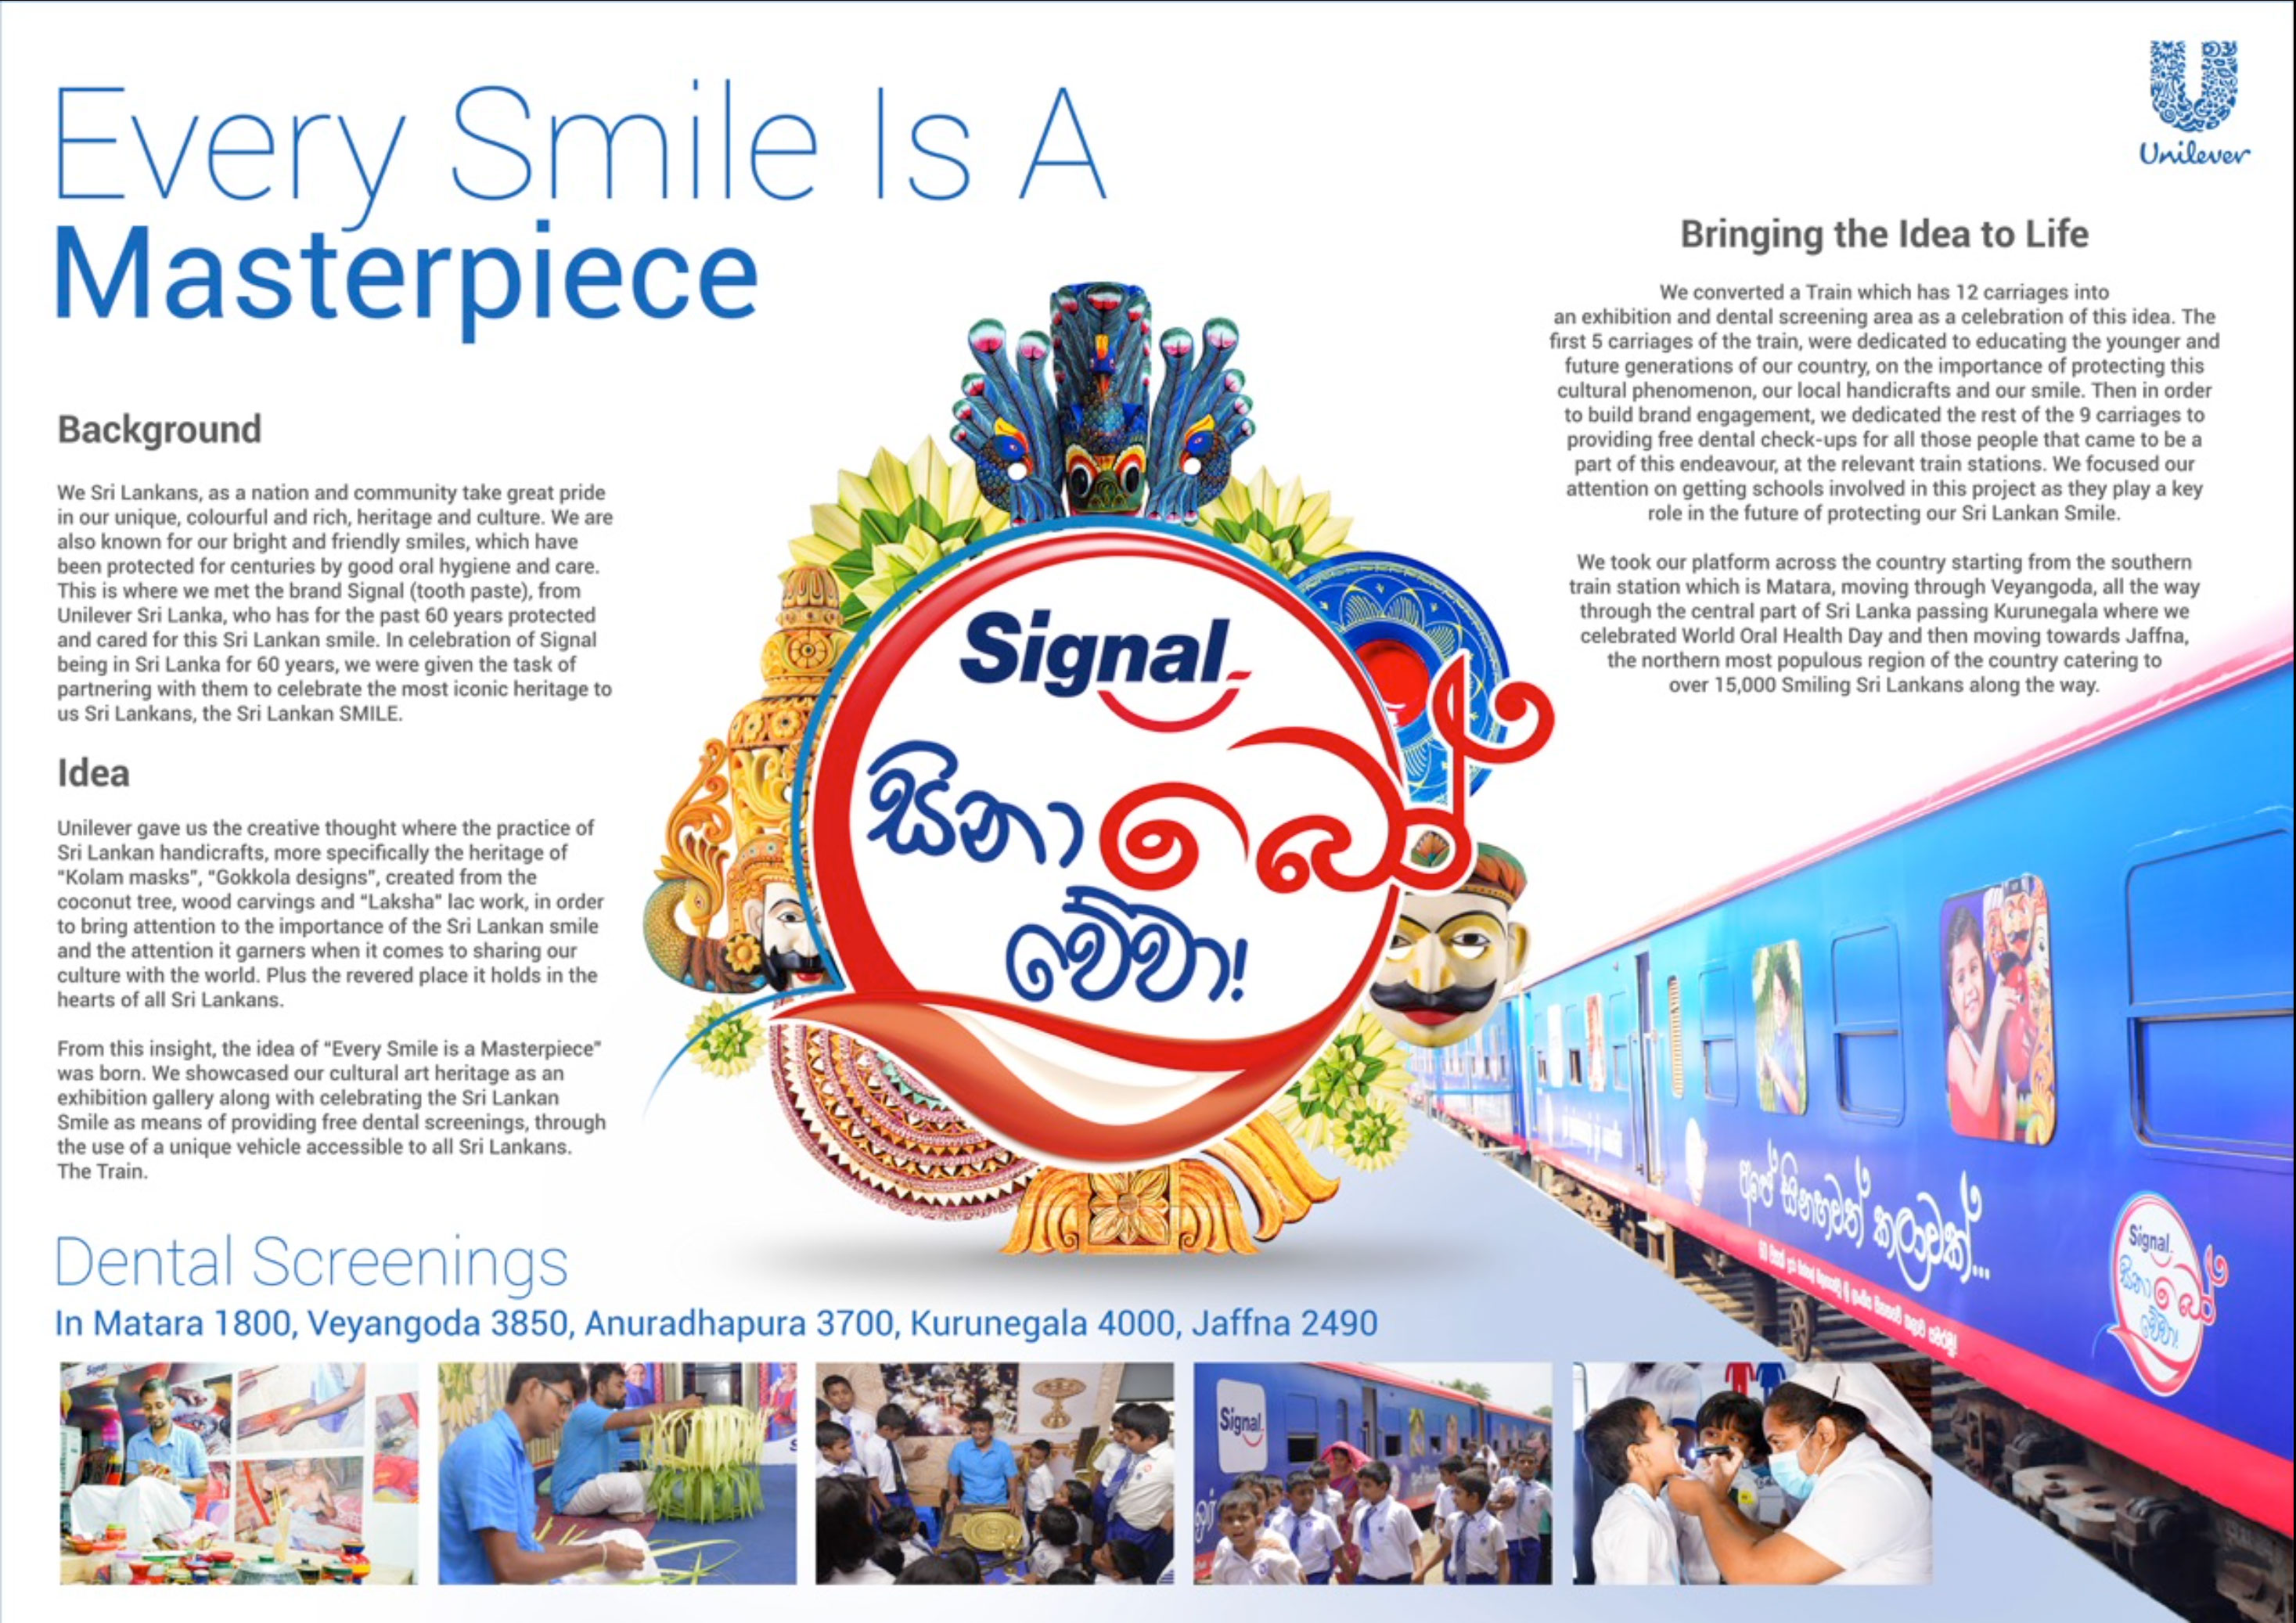 Every Smile Is A
Masterpiece
Unilever
Background
We Sri Lankans, as a nation and community take great pride
in our unique, colourful and rich, heritage and culture. We are
also known for our bright and friendly smiles, which have
been protected for centuries by good oral hygiene and care.
This is where we met the brand Signal (tooth paste), from
Unilever Sri Lanka, who has for the past 60 years protected
and cared for this Sri Lankan smile. In celebration of Signal
being in Sri Lanka for 60 years, we were given the task of
partnering with them to celebrate the most iconic heritage to
us Sri Lankans, the Sri Lankan SMILE.
Idea
Unilever gave us the creative thought where the practice of
Sri Lankan handicrafts, more specifically the heritage of
"Kolam masks", "Gokkola designs", created from the
coconut tree, wood carvings and "Laksha" lac work, in order
to bring attention to the importance of the Sri Lankan smile
and the attention it garners when it comes to sharing our
culture with the world. Plus the revered place it holds in the
hearts of all Sri Lankans.
From this insight, the idea of "Every Smile is a Masterpiece"
was born. We showcased our cultural art heritage as an
exhibition gallery along with celebrating the Sri Lankan
Smile as means of providing free dental screenings, through
the use of a unique vehicle accessible to all Sri Lankans.
The Train.
Signal
සිනා බෝ
වේවා!
Bringing the Idea to Life
We converted a Train which has 12 carriages into
an exhibition and dental screening area as a celebration of this idea. The
first 5 carriages of the train, were dedicated to educating the younger and
future generations of our country, on the importance of protecting this
cultural phenomenon, our local handicrafts and our smile. Then in order
to build brand engagement, we dedicated the rest of the 9 carriages to
providing free dental check-ups for all those people that came to be a
part of this endeavour, at the relevant train stations. We focused our
attention on getting schools involved in this project as they play a key
role in the future of protecting our Sri Lankan Smile.
We took our platform across the country starting from the southern
train station which is Matara, moving through Veyangoda, all the way
through the central part of Sri Lanka passing Kurunegala where we
celebrated World Oral Health Day and then moving towards Jaffna,
the northern most populous region of the country catering to
over 15,000 Smiling Sri Lankans along the way.
අපේ සිනහවත් කලාවක්...
Signal
සිනා බෝ
වේවා!
Dental Screenings
In Matara 1800, Veyangoda 3850, Anuradhapura 3700, Kurunegala 4000, Jaffna 2490
Signal
Signal